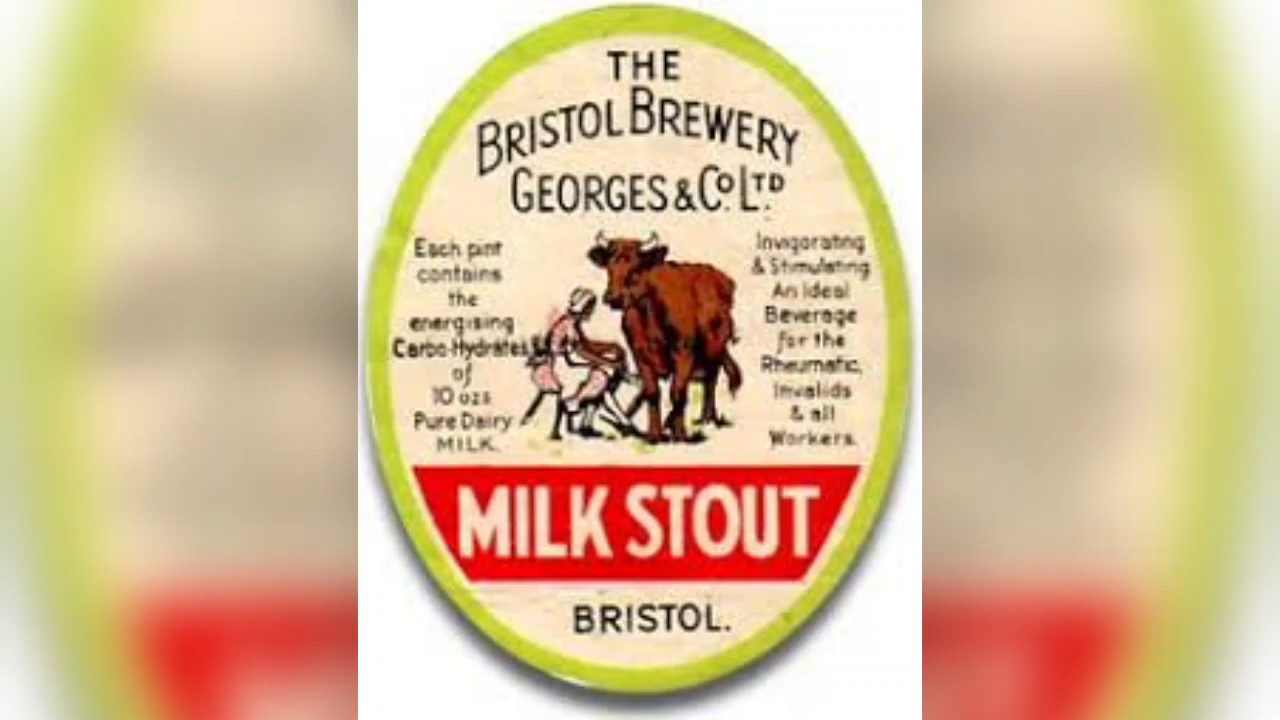 THE
BRISTOL BREWERY
GEORGES & Co. LTD
Each pint
contains
the
energising
Carbo-Hydrates
of
10 ozs
Pure Dairy
MILK.
Invigorating
& Stimulating
An Ideal
Beverage
for the
Rheumatic,
Invalids
& all
Workers.
MILK STOUT
BRISTOL.